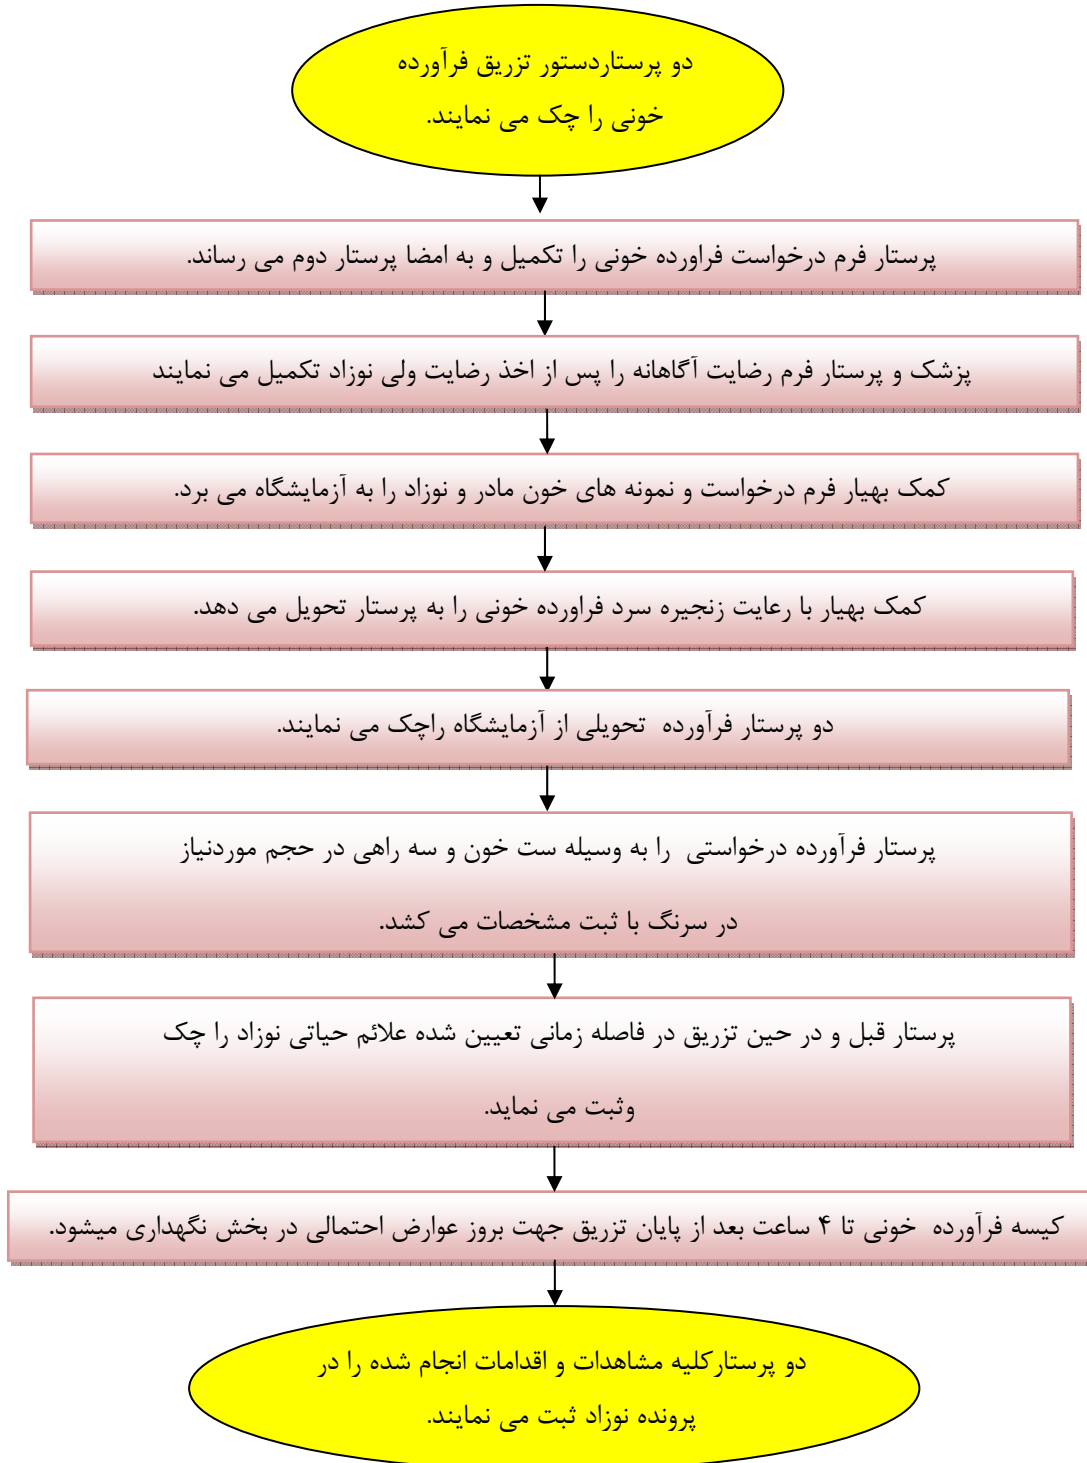 دو پرستاردستور تزریق فرآورده
خونی را چک می نمایند.
پرستار فرم درخواست فراورده خونی را تکمیل و به امضا پرستار دوم می رساند.
پزشک و پرستار فرم رضایت آگاهانه را پس از اخذ رضایت ولی نوزاد تکمیل می نمایند
کمک بهیار فرم درخواست و نمونه های خون مادر و نوزاد را به آزمایشگاه می برد.
کمک بهیار با رعایت زنجیره سرد فراورده خونی را به پرستار تحویل می دهد.
دو پرستار فرآورده تحویلی از آزمایشگاه راچک می نمایند.
پرستار فرآورده درخواستی را به وسیله ست خون و سه راهی در حجم موردنیاز
در سرنگ با ثبت مشخصات می کشد.
پرستار قبل و در حین تزریق در فاصله زمانی تعیین شده علائم حیاتی نوزاد را چک
وثبت می نماید.
کیسه فرآورده خونی تا ۴ ساعت بعد از پایان تزریق جهت بروز عوارض احتمالی در بخش نگهداری میشود.
دو پرستارکلیه مشاهدات و اقدامات انجام شده را در
پرونده نوزاد ثبت می نمایند.